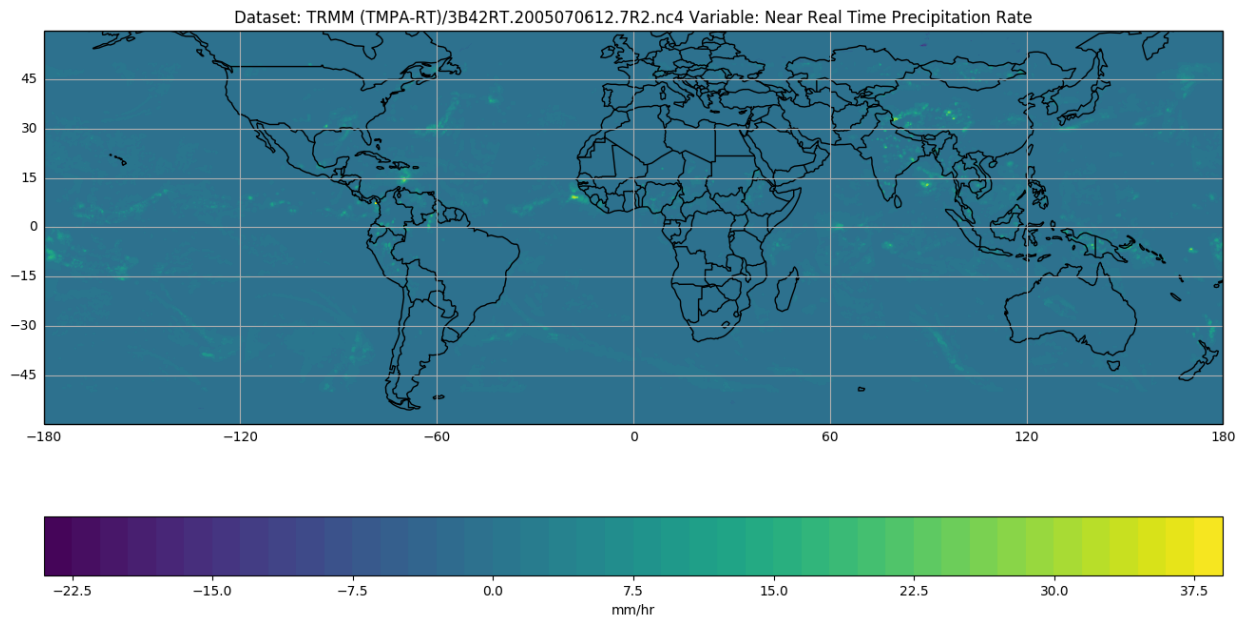 Dataset: TRMM (TMPA-RT)/3B42RT.2005070612.7R2.nc4 Variable: Near Real Time Precipitation Rate
45
30
15
0
−15
−30
−45
−180 −120 −60 0 60 120 180
−22.5 −15.0 −7.5 0.0 7.5 15.0 22.5 30.0 37.5
mm/hr